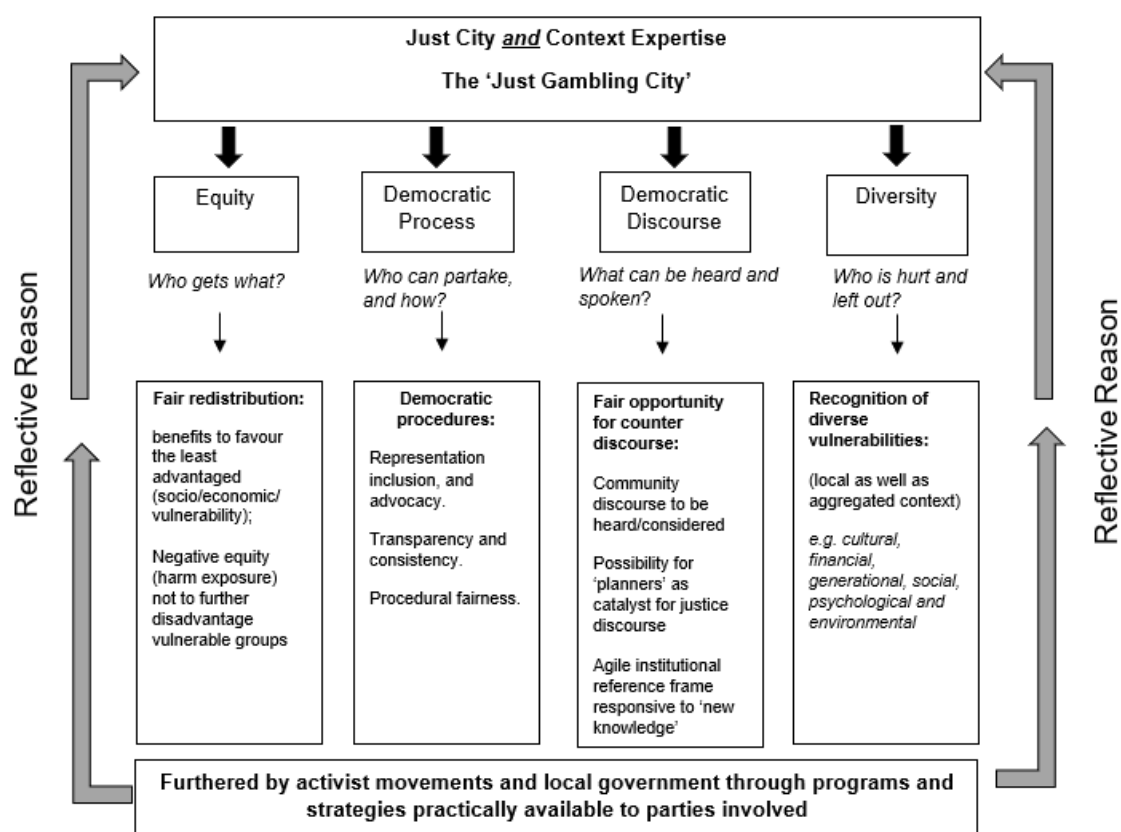 Just City and Context Expertise
The ‘Just Gambling City’
Equity
Democratic
Process
Democratic
Discourse
Diversity
Who gets what?
Who can partake,
and how?
What can be heard and
spoken?
Who is hurt and
left out?
Reflective Reason
Fair redistribution:
benefits to favour
the least
advantaged
(socio/economic/
vulnerability);
Negative equity
(harm exposure)
not to further
disadvantage
vulnerable groups
Democratic
procedures:
Representation
inclusion, and
advocacy.
Transparency and
consistency.
Procedural fairness.
Fair opportunity
for counter
discourse:
Community
discourse to be
heard/considered
Possibility for
‘planners’ as
catalyst for justice
discourse
Agile institutional
reference frame
responsive to ‘new
knowledge’
Recognition of
diverse
vulnerabilities:
(local as well as
aggregated context)
e.g. cultural,
financial,
generational, social,
psychological and
environmental
Reflective Reason
Furthered by activist movements and local government through programs and
strategies practically available to parties involved